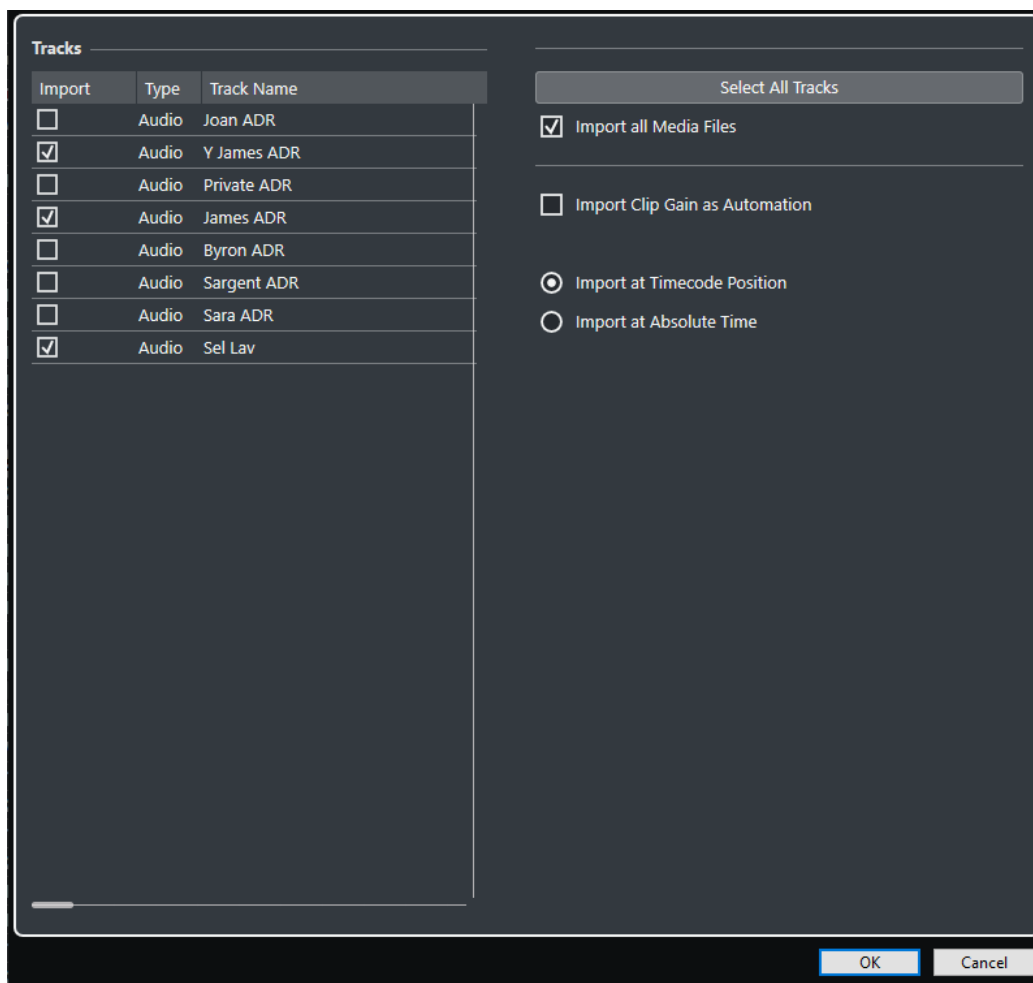 Tracks
Import Type Track Name
Audio Joan ADR
Audio Y James ADR
Audio Private ADR
Audio James ADR
Audio Byron ADR
Audio Sargent ADR
Audio Sara ADR
Audio Sel Lav
Select All Tracks
Import all Media Files
Import Clip Gain as Automation
Import at Timecode Position
Import at Absolute Time
OK Cancel